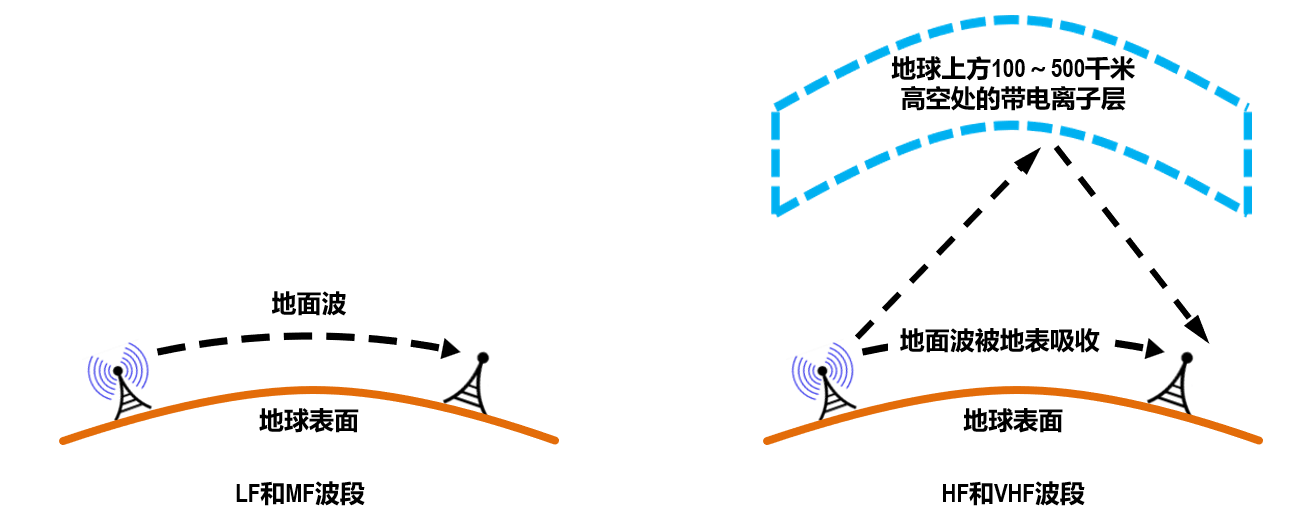 地面波
地球表面
LF和MF波段
地球上方100～500千米
高空处的带电离子层
地面波被地表吸收
地球表面
HF和VHF波段